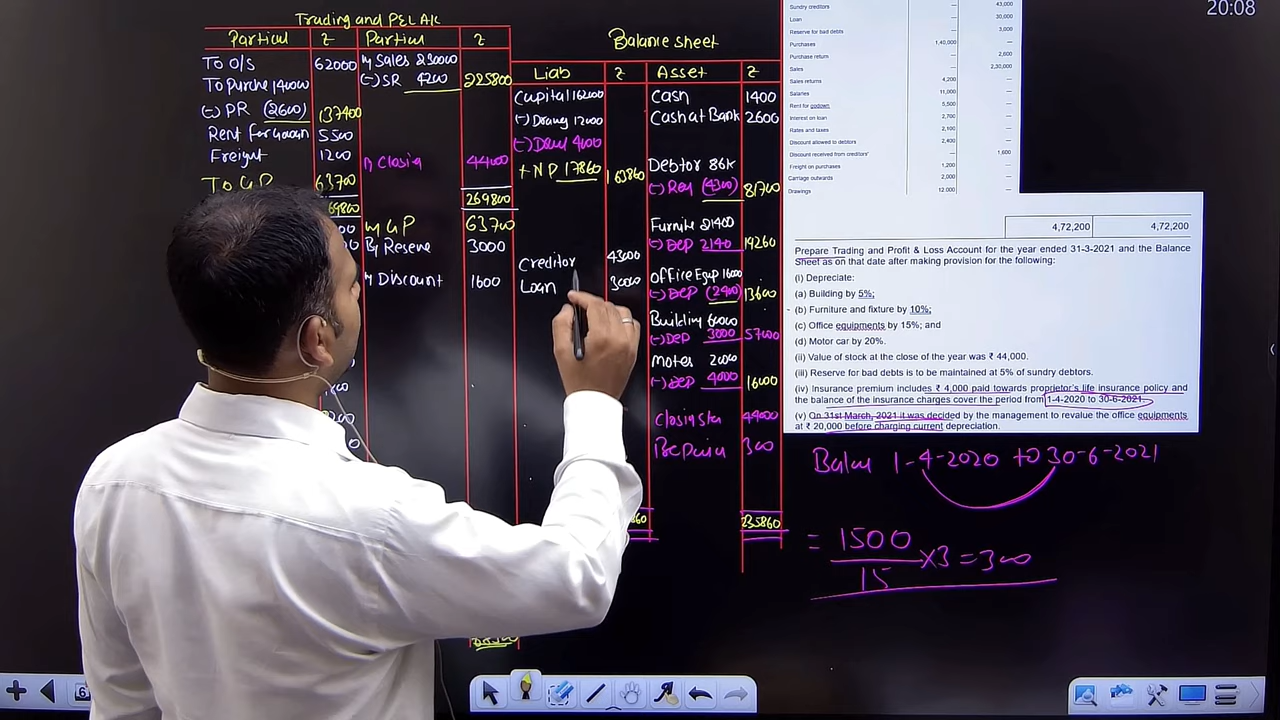 20:08
Trading and P&L A/c
Particul ₹ Particul ₹
To O/S 62000 By Sales 230000
(-) SR 4200 225800
To Purchase 140000
(-) PR (2600) 137400
Rent for godown 5500
Freight 1200 By Closing 44000
To G.P 63700
269800
By GP 63700
By Reserve 3000
By Discount 1600
Balance sheet
Liab ₹ Asset ₹
Capital 162000 Cash 1400
(-) Drawg 12000 Cash at Bank 2600
(-) Draw 4000
+ N.P 17860 163860 Debtor 86k
(-) Res (4300) 81700
Furnite 21400
(-) Dep 2140 19260
Creditor 43000
Loan 30000 Office Equp 16000
(-) Dep (2400) 13600
Building 60000
(-) Dep 3000 57000
Motes 20000
(-) Dep 4000 16000
Closing stor 44000
Prepaid 300
235860
Sundry creditors — 43,000
Loan — 30,000
Reserve for bad debts — 3,000
Purchases 1,40,000 —
Purchase return — 2,600
Sales — 2,30,000
Sales returns 4,200 —
Salaries 11,000 —
Rent for godown 5,500 —
Interest on loan 2,700 —
Rates and taxes 2,100 —
Discount allowed to debtors 2,400 —
Discount received from creditors' — 1,600
Freight on purchases 1,200 —
Carriage outwards 2,000 —
Drawings 12,000 —
4,72,200 4,72,200
Prepare Trading and Profit & Loss Account for the year ended 31-3-2021 and the Balance
Sheet as on that date after making provision for the following:
(i) Depreciate:
(a) Building by 5%;
(b) Furniture and fixture by 10%;
(c) Office equipments by 15%; and
(d) Motor car by 20%.
(ii) Value of stock at the close of the year was ₹ 44,000.
(iii) Reserve for bad debts is to be maintained at 5% of sundry debtors.
(iv) Insurance premium includes ₹ 4,000 paid towards proprietor's life insurance policy and
the balance of the insurance charges cover the period from 1-4-2020 to 30-6-2021.
(v) On 31st March, 2021 it was decided by the management to revalue the office equipments
at ₹ 20,000 before charging current depreciation.
1-4-2020 to 30-6-2021
= 1500/15 ×3 = 300